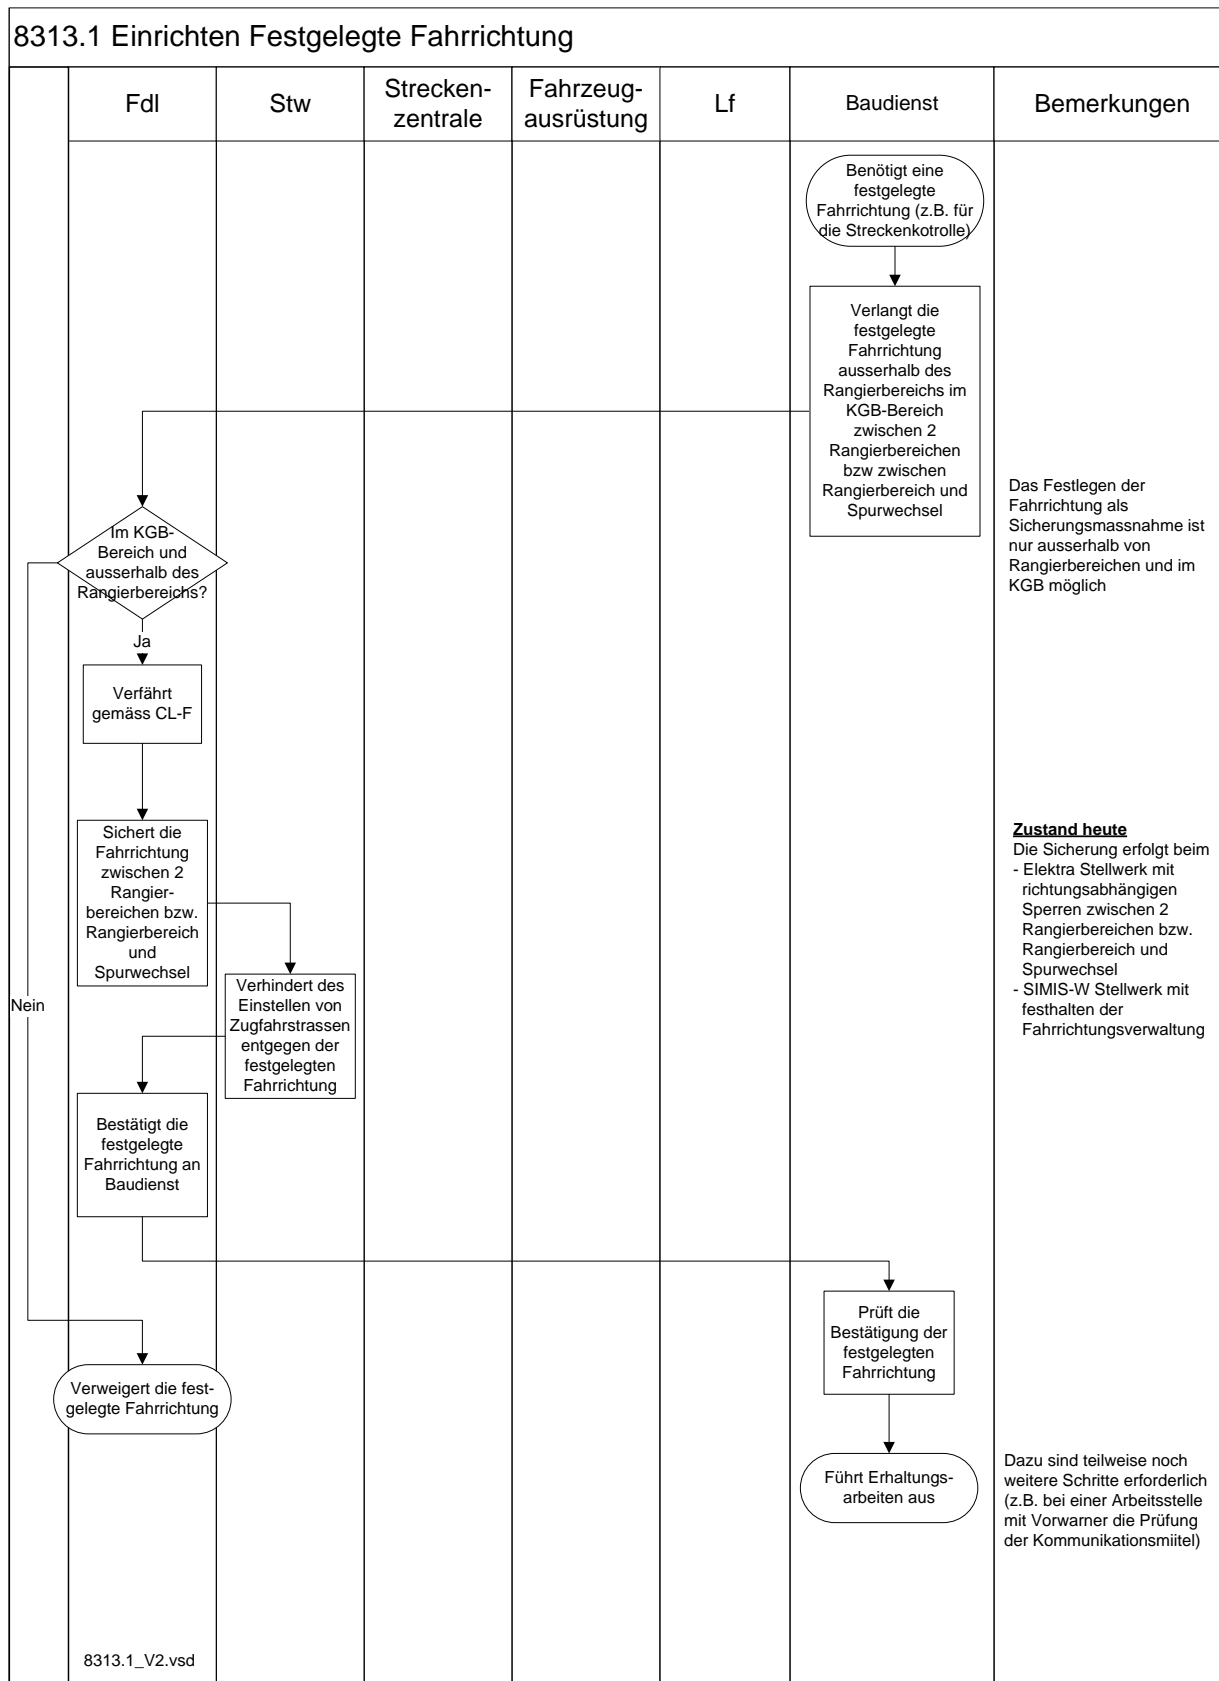 8313.1 Einrichten Festgelegte Fahrrichtung
Fdl
Stw
Strecken-
zentrale
Fahrzeug-
ausrüstung
Lf
Baudienst
Bemerkungen
Benötigt eine
festgelegte
Fahrrichtung (z.B. für
die Streckenkotrolle)
Verlangt die
festgelegte
Fahrrichtung
ausserhalb des
Rangierbereichs im
KGB-Bereich
zwischen 2
Rangierbereichen
bzw zwischen
Rangierbereich und
Spurwechsel
Das Festlegen der
Fahrrichtung als
Sicherungsmassnahme ist
nur ausserhalb von
Rangierbereichen und im
KGB möglich
Im KGB-
Bereich und
ausserhalb des
Rangierbereichs?
Ja
Verfährt
gemäss CL-F
Sichert die
Fahrrichtung
zwischen 2
Rangier-
bereichen bzw.
Rangierbereich
und
Spurwechsel
Zustand heute
Die Sicherung erfolgt beim
- Elektra Stellwerk mit
richtungsabhängigen
Sperren zwischen 2
Rangierbereichen bzw.
Rangierbereich und
Spurwechsel
- SIMIS-W Stellwerk mit
festhalten der
Fahrrichtungsverwaltung
Nein
Verhindert des
Einstellen von
Zugfahrstrassen
entgegen der
festgelegten
Fahrrichtung
Bestätigt die
festgelegte
Fahrrichtung an
Baudienst
Prüft die
Bestätigung der
festgelegten
Fahrrichtung
Verweigert die fest-
gelegte Fahrrichtung
Führt Erhaltungs-
arbeiten aus
Dazu sind teilweise noch
weitere Schritte erforderlich
(z.B. bei einer Arbeitsstelle
mit Vorwarner die Prüfung
der Kommunikationsmiitel)
8313.1_V2.vsd